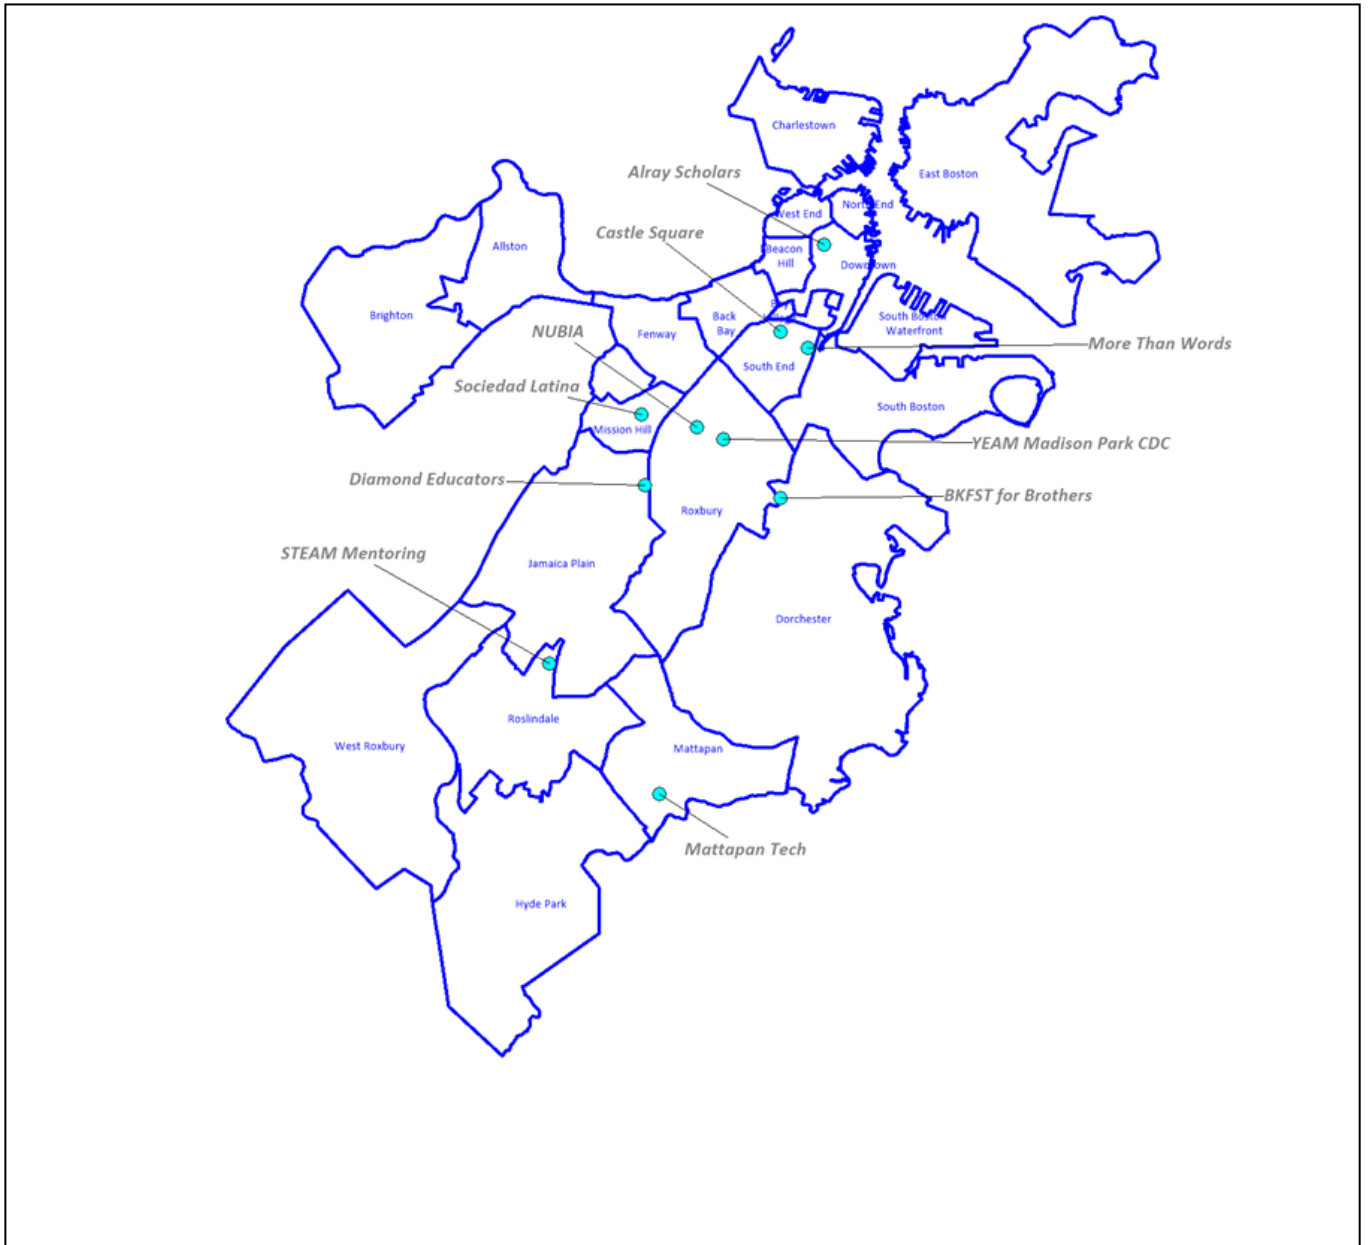 Charlestown
Alray Scholars
East Boston
West End
North End
Castle Square
Allston
Beacon
Hill
Downtown
Brighton
Back
Bay
South Boston
Waterfront
NUBIA
Fenway
More Than Words
South End
Sociedad Latina
South Boston
Mission Hill
YEAM Madison Park CDC
Diamond Educators
BKFST for Brothers
Roxbury
STEAM Mentoring
Jamaica Plain
Dorchester
Roslindale
West Roxbury
Mattapan
Mattapan Tech
Hyde Park